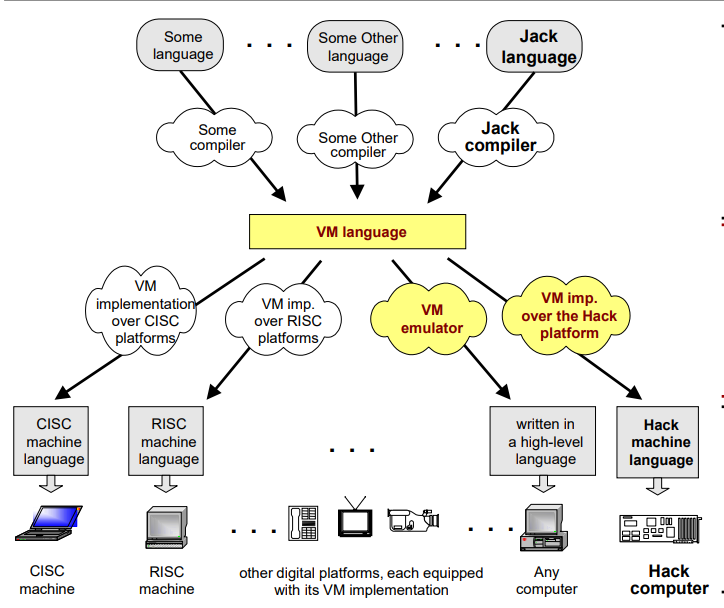 Some
language
. . .
Some Other
language
. . .
Jack
language
Some
compiler
Some Other
compiler
Jack
compiler
VM language
VM
implementation
over CISC
platforms
VM imp.
over RISC
platforms
VM
emulator
VM imp.
over the Hack
platform
CISC
machine
language
RISC
machine
language
. . .
written in
a high-level
language
Hack
machine
language
. . .
. . .
CISC
machine
RISC
machine
other digital platforms, each equipped
with its VM implementation
Any
computer
Hack
computer